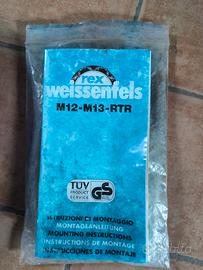 rex
weissenfels
M12-M13-RTR
TÜV
PRODUCT
SERVICE
GS
ISTRUZIONI DI MONTAGGIO
MONTAGEANLEITUNG
MOUNTING INSTRUCTIONS
INSTRUCTIONS DE MONTAGE
INSTRUCCIONES DE MONTAJE
subito